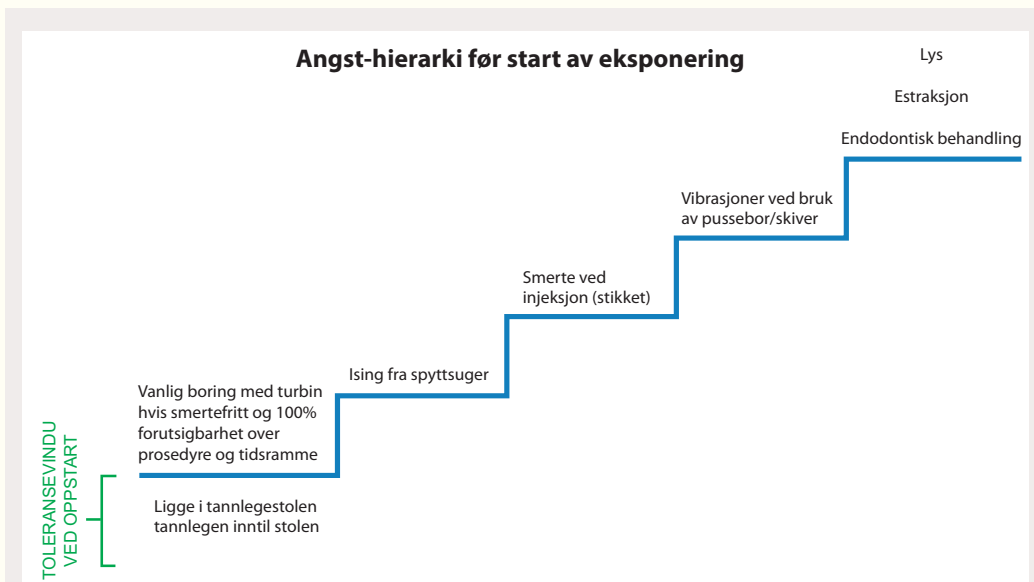 Angst-hierarki før start av eksponering
Lys
Estraksjon
Endodontisk behandling
Vibrasjoner ved bruk
av pussebor/skiver
Smerte ved
injeksjon (stikket)
Ising fra spyttsuger
Vanlig boring med turbin
hvis smertefritt og 100%
forutsigbarhet over
prosedyre og tidsramme
Ligge i tannlegestolen
tannlegen inntil stolen
TOLERANSEVINDU
VED OPPSTART